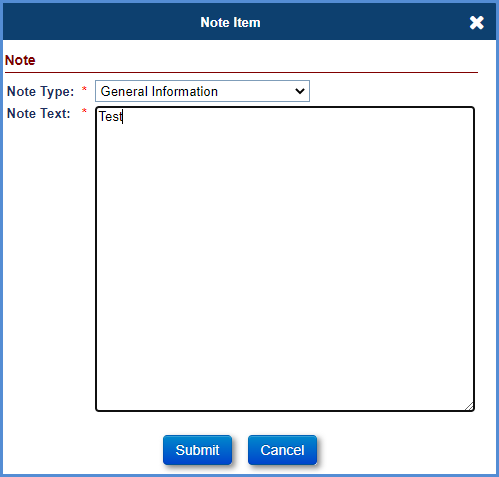 Note Item
Note
Note Type: * General Information
Note Text: * Test
Submit Cancel